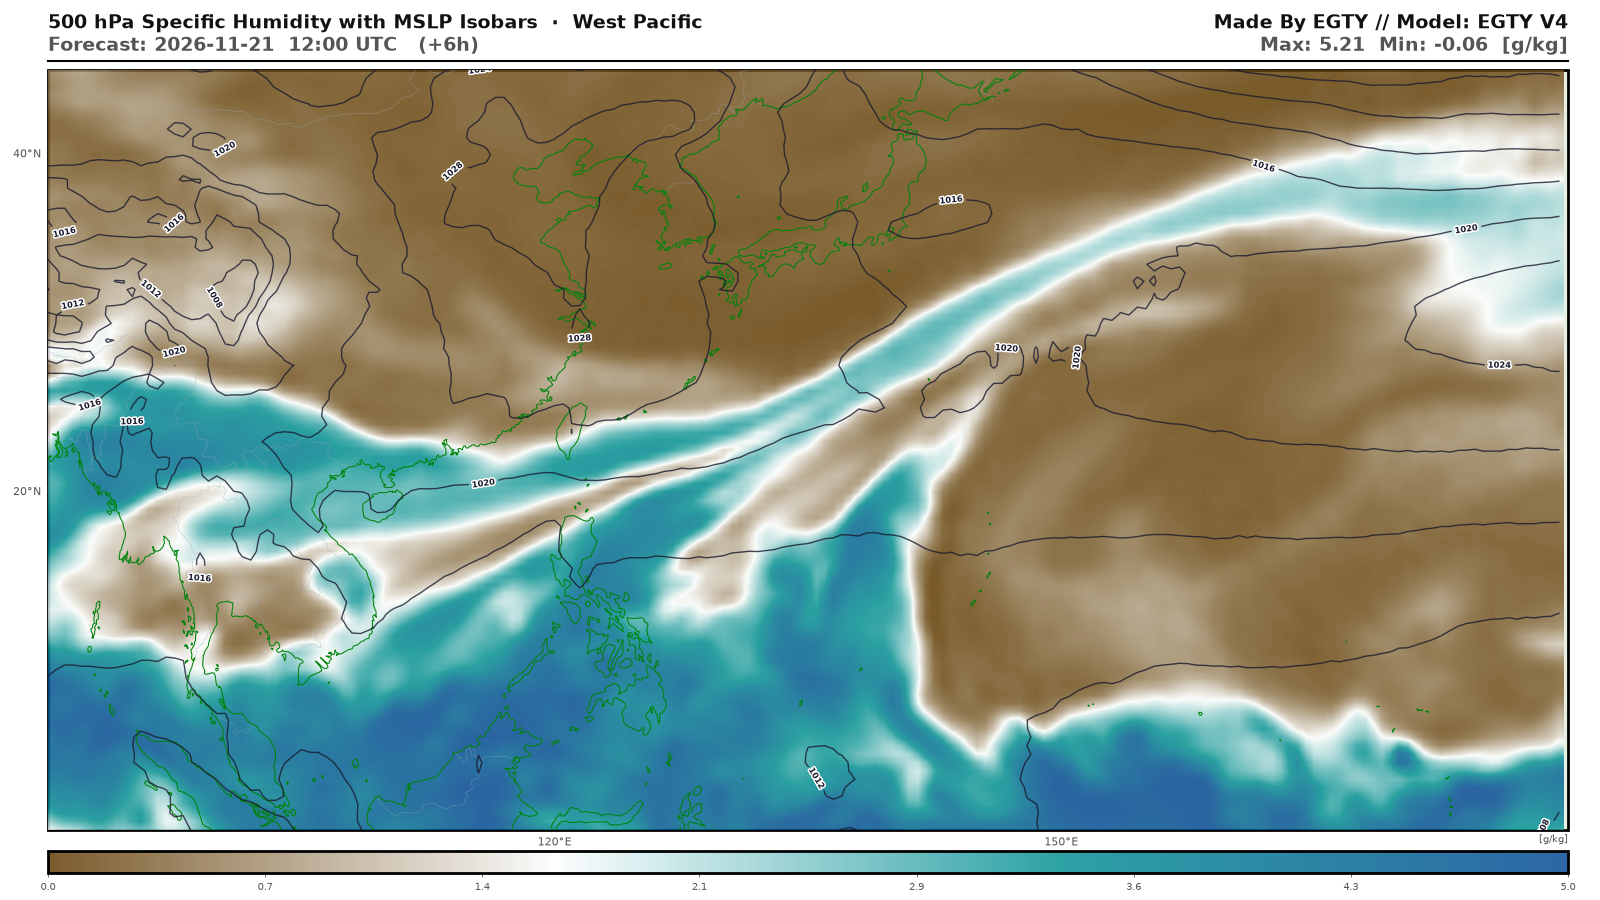 500 hPa Specific Humidity with MSLP Isobars · West Pacific
Made By EGTY // Model: EGTY V4
Forecast: 2026-11-21 12:00 UTC (+6h)
Max: 5.21 Min: -0.06 [g/kg]
1020
40°N
1016
1028
1016
1016
1016
1016
1020
1012
1008
1012
1028
1020
1020
1020
1024
1016
1016
20°N
1020
1016
1012
120°E
150°E
[g/kg]
0.0 0.7 1.4 2.1 2.9 3.6 4.3 5.0